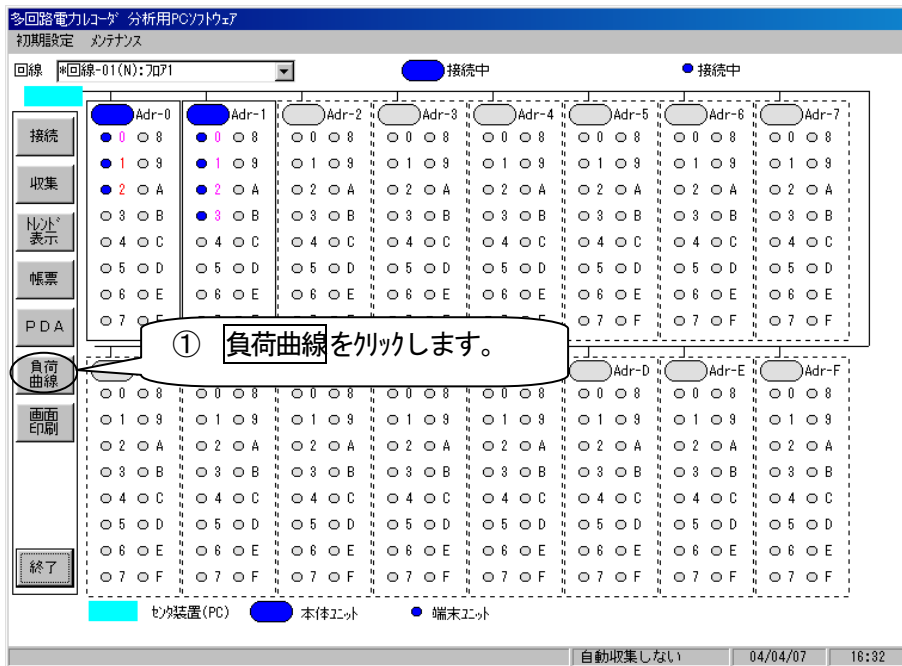 多回路電力ﾚｺｰﾀﾞ 分析用PCｿﾌﾄｳｪｱ
初期設定 ﾒﾝﾃﾅﾝｽ
回線 *回線-01(N):ﾌﾛｱ1 接続中 接続中
Adr-0 Adr-1 Adr-2 Adr-3 Adr-4 Adr-5 Adr-6 Adr-7
0 8 0 8 0 8 0 8 0 8 0 8 0 8 0 8
1 9 1 9 1 9 1 9 1 9 1 9 1 9 1 9
2 A 2 A 2 A 2 A 2 A 2 A 2 A 2 A
3 B 3 B 3 B 3 B 3 B 3 B 3 B 3 B
4 C 4 C 4 C 4 C 4 C 4 C 4 C 4 C
5 D 5 D 5 D 5 D 5 D 5 D 5 D 5 D
6 E 6 E 6 E 6 E 6 E 6 E 6 E 6 E
7 7 F 7 F 7 F 7 F 7 F 7 F
接続
収集
ﾄﾚﾝﾄﾞ
表示
帳票
PDA
負荷
曲線
画面
印刷
終了
① 負荷曲線をｸﾘｯｸします。
Adr-D Adr-E Adr-F
0 8 0 8 0 8 0 8 0 8 0 8 0 8 0 8
1 9 1 9 1 9 1 9 1 9 1 9 1 9 1 9
2 A 2 A 2 A 2 A 2 A 2 A 2 A 2 A
3 B 3 B 3 B 3 B 3 B 3 B 3 B 3 B
4 C 4 C 4 C 4 C 4 C 4 C 4 C 4 C
5 D 5 D 5 D 5 D 5 D 5 D 5 D 5 D
6 E 6 E 6 E 6 E 6 E 6 E 6 E 6 E
7 F 7 F 7 F 7 F 7 F 7 F 7 F 7 F
ｾﾝﾀ装置(PC) 本体ﾕﾆｯﾄ 端末ﾕﾆｯﾄ
自動収集しない 04/04/07 16:32